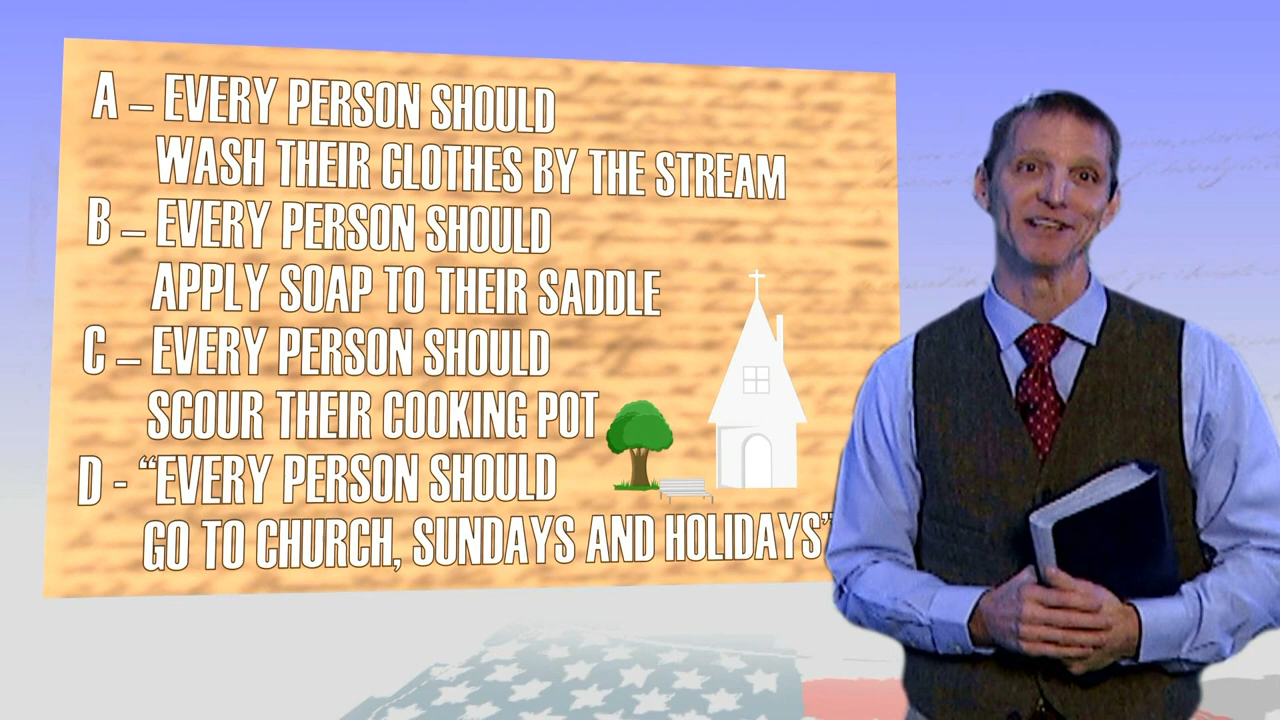 A – EVERY PERSON SHOULD
WASH THEIR CLOTHES BY THE STREAM
B – EVERY PERSON SHOULD
APPLY SOAP TO THEIR SADDLE
C – EVERY PERSON SHOULD
SCOUR THEIR COOKING POT
D - “EVERY PERSON SHOULD
GO TO CHURCH, SUNDAYS AND HOLIDAYS”